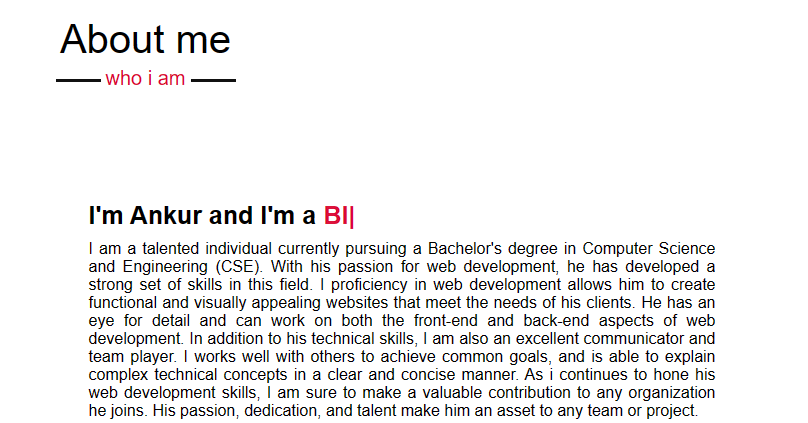 About me
who i am
I'm Ankur and I'm a Bl|
I am a talented individual currently pursuing a Bachelor's degree in Computer Science
and Engineering (CSE). With his passion for web development, he has developed a
strong set of skills in this field. I proficiency in web development allows him to create
functional and visually appealing websites that meet the needs of his clients. He has an
eye for detail and can work on both the front-end and back-end aspects of web
development. In addition to his technical skills, I am also an excellent communicator and
team player. I works well with others to achieve common goals, and is able to explain
complex technical concepts in a clear and concise manner. As i continues to hone his
web development skills, I am sure to make a valuable contribution to any organization
he joins. His passion, dedication, and talent make him an asset to any team or project.